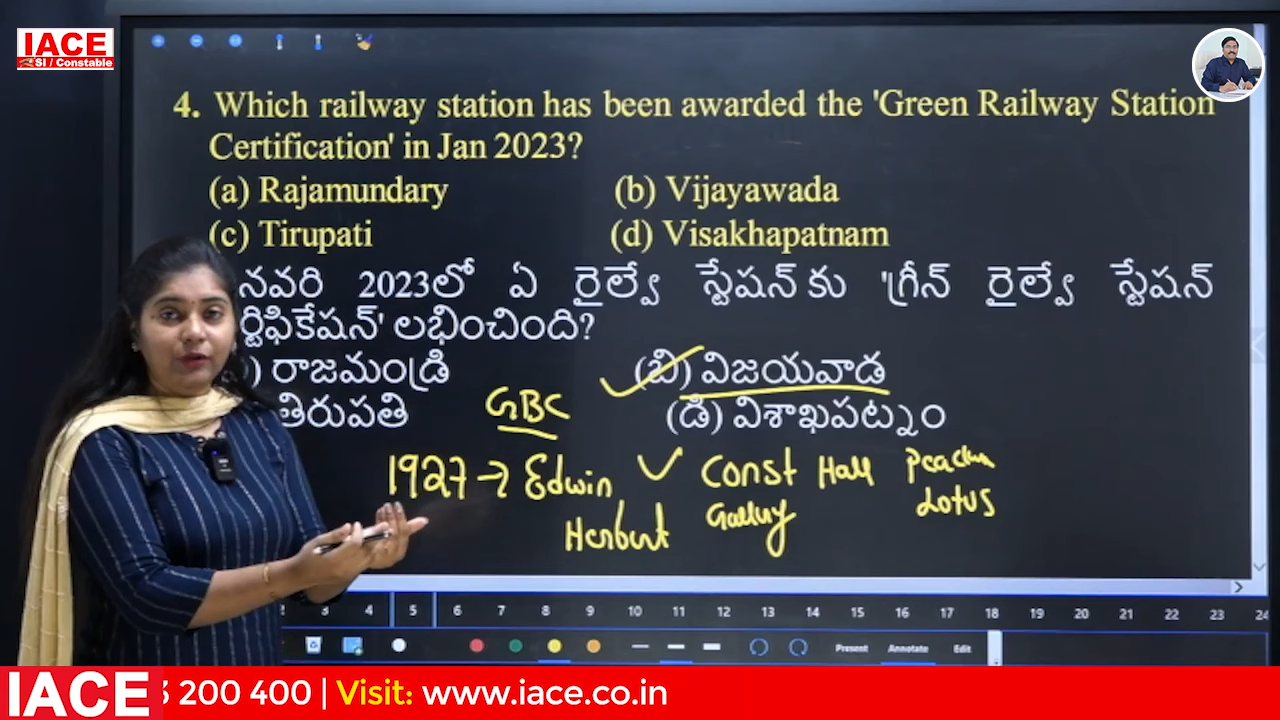 IACE
SI / Constable
4. Which railway station has been awarded the 'Green Railway Station
Certification' in Jan 2023?
(a) Rajamundary (b) Vijayawada
(c) Tirupati (d) Visakhapatnam
నవరి 2023లో ఏ రైల్వే స్టేషన్ కు 'గ్రీన్ రైల్వే స్టేషన్
ర్టిఫికేషన్' లభించింది?
) రాజమండ్రి (బి) విజయవాడ
తిరుపతి (డి) విశాఖపట్నం
GBC
1927 → Edwin Const Hall Peacock
Herbert Gallery Lotus
2 3 4 5 6 7 8 9 10 11 12 13 14 15 16 17 18 19 20 21 22 23 24
Present Annotate Edit
IACE 200 400 | Visit: www.iace.co.in